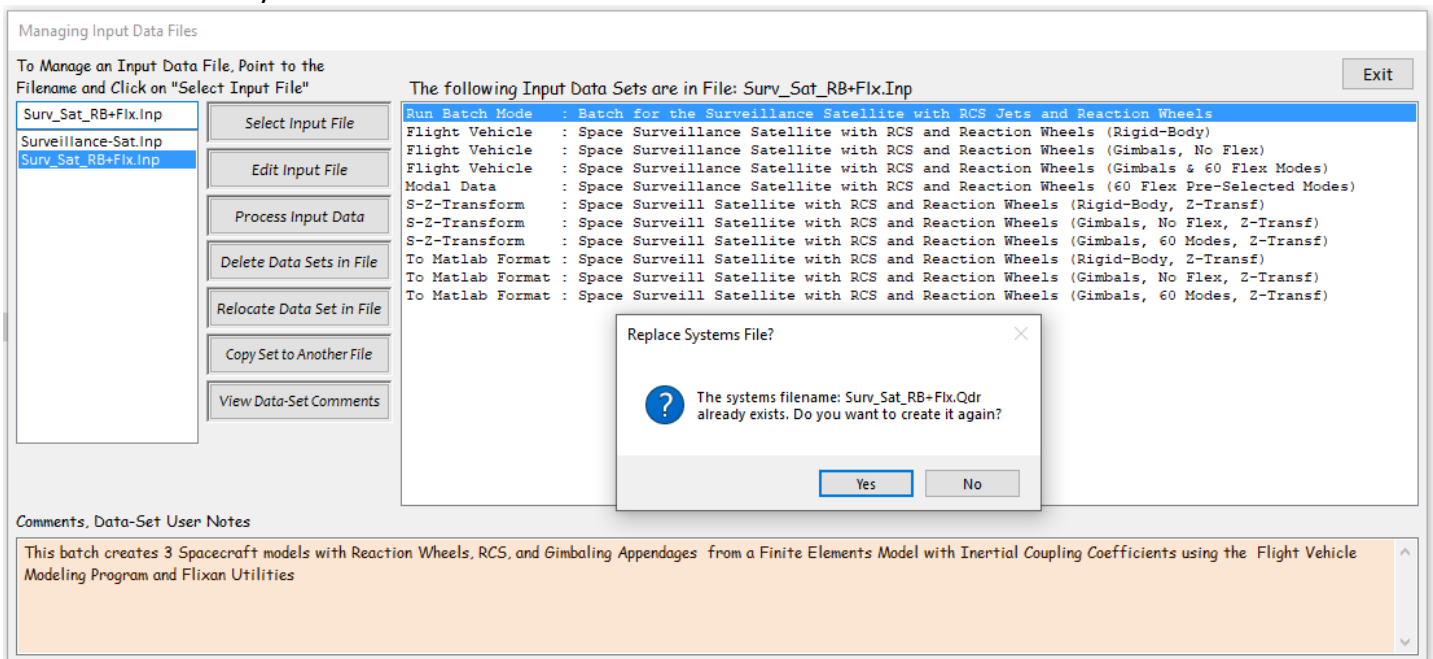 Managing Input Data Files
To Manage an Input Data File, Point to the
Filename and Click on "Select Input File"
The following Input Data Sets are in File: Surv_Sat_RB+Flx.Inp
Exit
Surv_Sat_RB+Flx.Inp
Surveillance-Sat.Inp
Surv_Sat_RB+Flx.Inp
Select Input File
Edit Input File
Process Input Data
Delete Data Sets in File
Relocate Data Set in File
Copy Set to Another File
View Data-Set Comments
Run Batch Mode : Batch for the Surveillance Satellite with RCS Jets and Reaction Wheels
Flight Vehicle : Space Surveillance Satellite with RCS and Reaction Wheels (Rigid-Body)
Flight Vehicle : Space Surveillance Satellite with RCS and Reaction Wheels (Gimbals, No Flex)
Flight Vehicle : Space Surveillance Satellite with RCS and Reaction Wheels (Gimbals & 60 Flex Modes)
Modal Data : Space Surveillance Satellite with RCS and Reaction Wheels (60 Flex Pre-Selected Modes)
S-Z-Transform : Space Surveill Satellite with RCS and Reaction Wheels (Rigid-Body, Z-Transf)
S-Z-Transform : Space Surveill Satellite with RCS and Reaction Wheels (Gimbals, No Flex, Z-Transf)
S-Z-Transform : Space Surveill Satellite with RCS and Reaction Wheels (Gimbals, 60 Modes, Z-Transf)
To Matlab Format : Space Surveill Satellite with RCS and Reaction Wheels (Rigid-Body, Z-Transf)
To Matlab Format : Space Surveill Satellite with RCS and Reaction Wheels (Gimbals, No Flex, Z-Transf)
To Matlab Format : Space Surveill Satellite with RCS and Reaction Wheels (Gimbals, 60 Modes, Z-Transf)
Replace Systems File?
The systems filename: Surv_Sat_RB+Flx.Qdr
already exists. Do you want to create it again?
Yes
No
Comments, Data-Set User Notes
This batch creates 3 Spacecraft models with Reaction Wheels, RCS, and Gimbaling Appendages from a Finite Elements Model with Inertial Coupling Coefficients using the Flight Vehicle
Modeling Program and Flixan Utilities